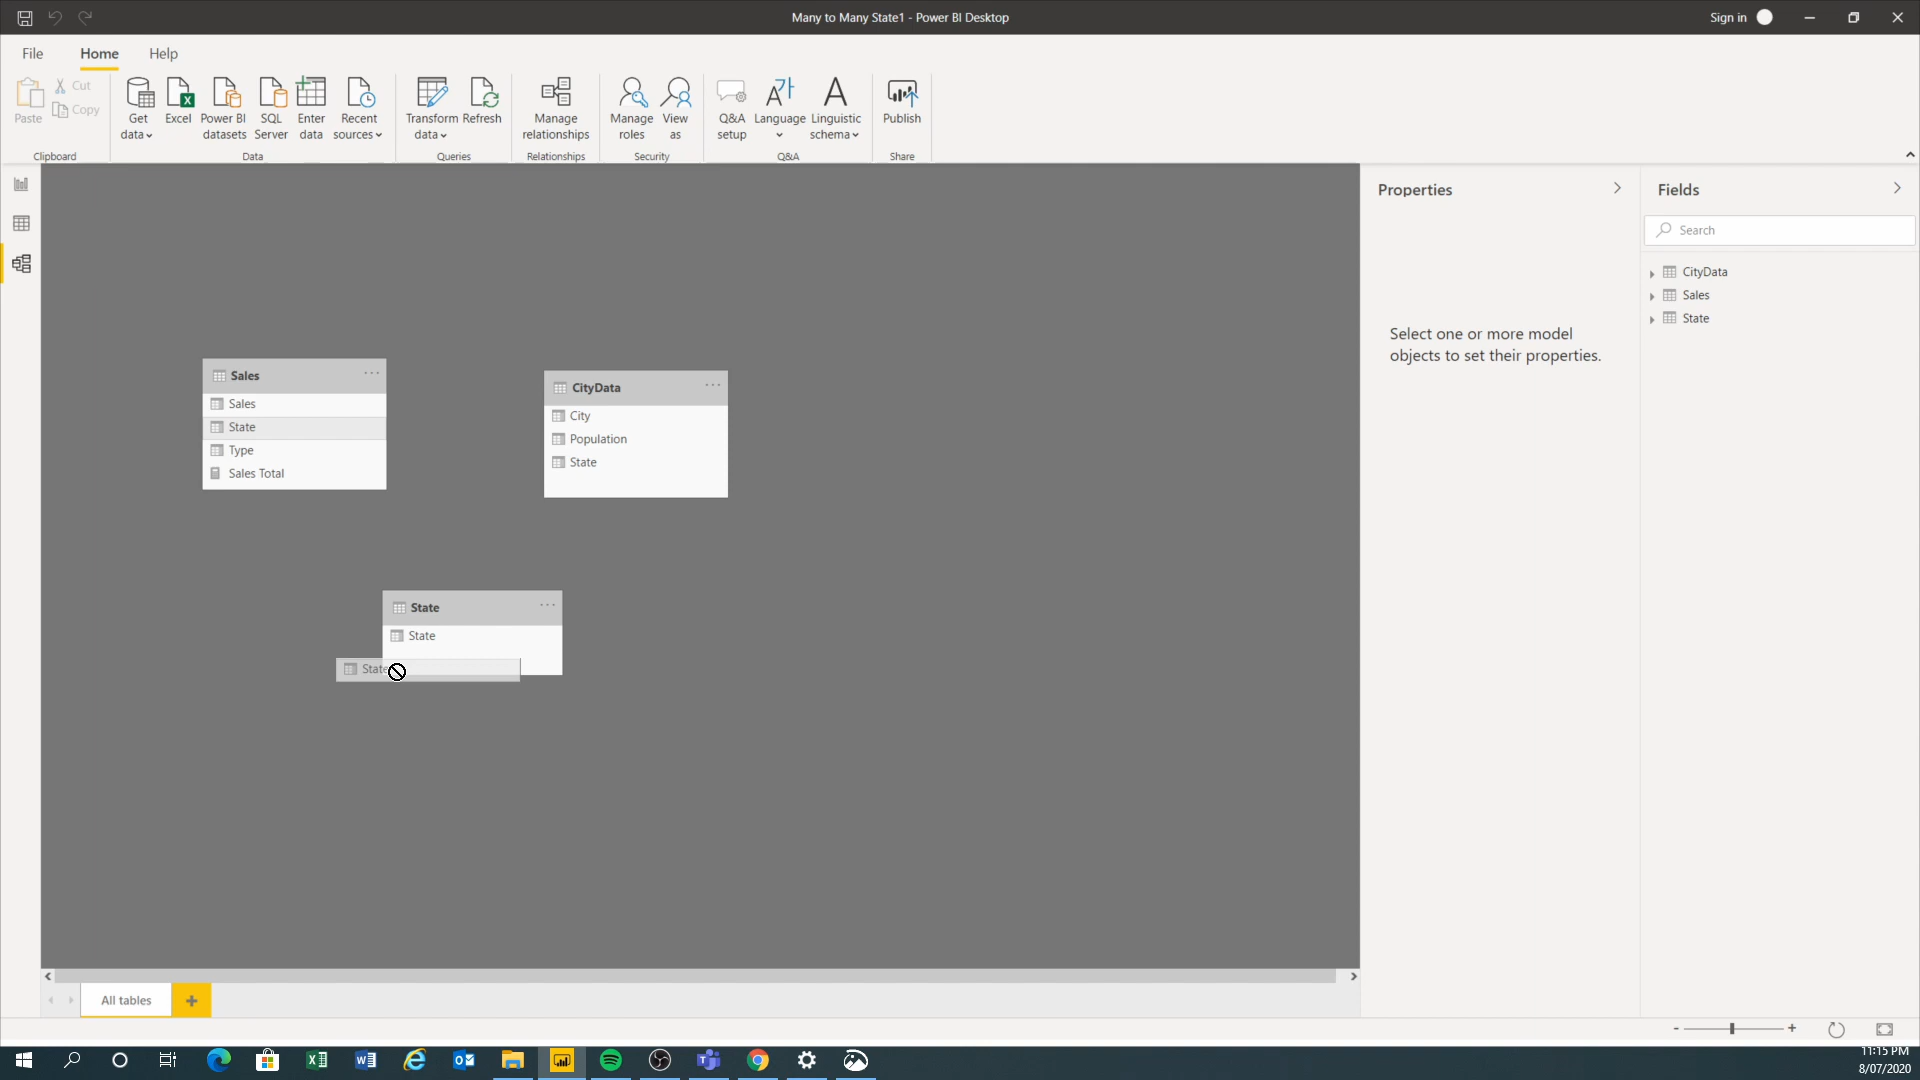 Many to Many State1 - Power BI Desktop
Sign in
File
Home
Help
Paste
Cut
Copy
Clipboard
Get
data
Excel
Power BI
datasets
SQL
Server
Enter
data
Recent
sources
Data
Transform
data
Refresh
Queries
Manage
relationships
Relationships
Manage
roles
View
as
Security
Q&A
setup
Language
Linguistic
schema
Q&A
Publish
Share
Sales
Sales
State
Type
Sales Total
CityData
City
Population
State
State
State
State
Properties
Select one or more model
objects to set their properties.
Fields
Search
CityData
Sales
State
All tables
11:15 PM
8/07/2020